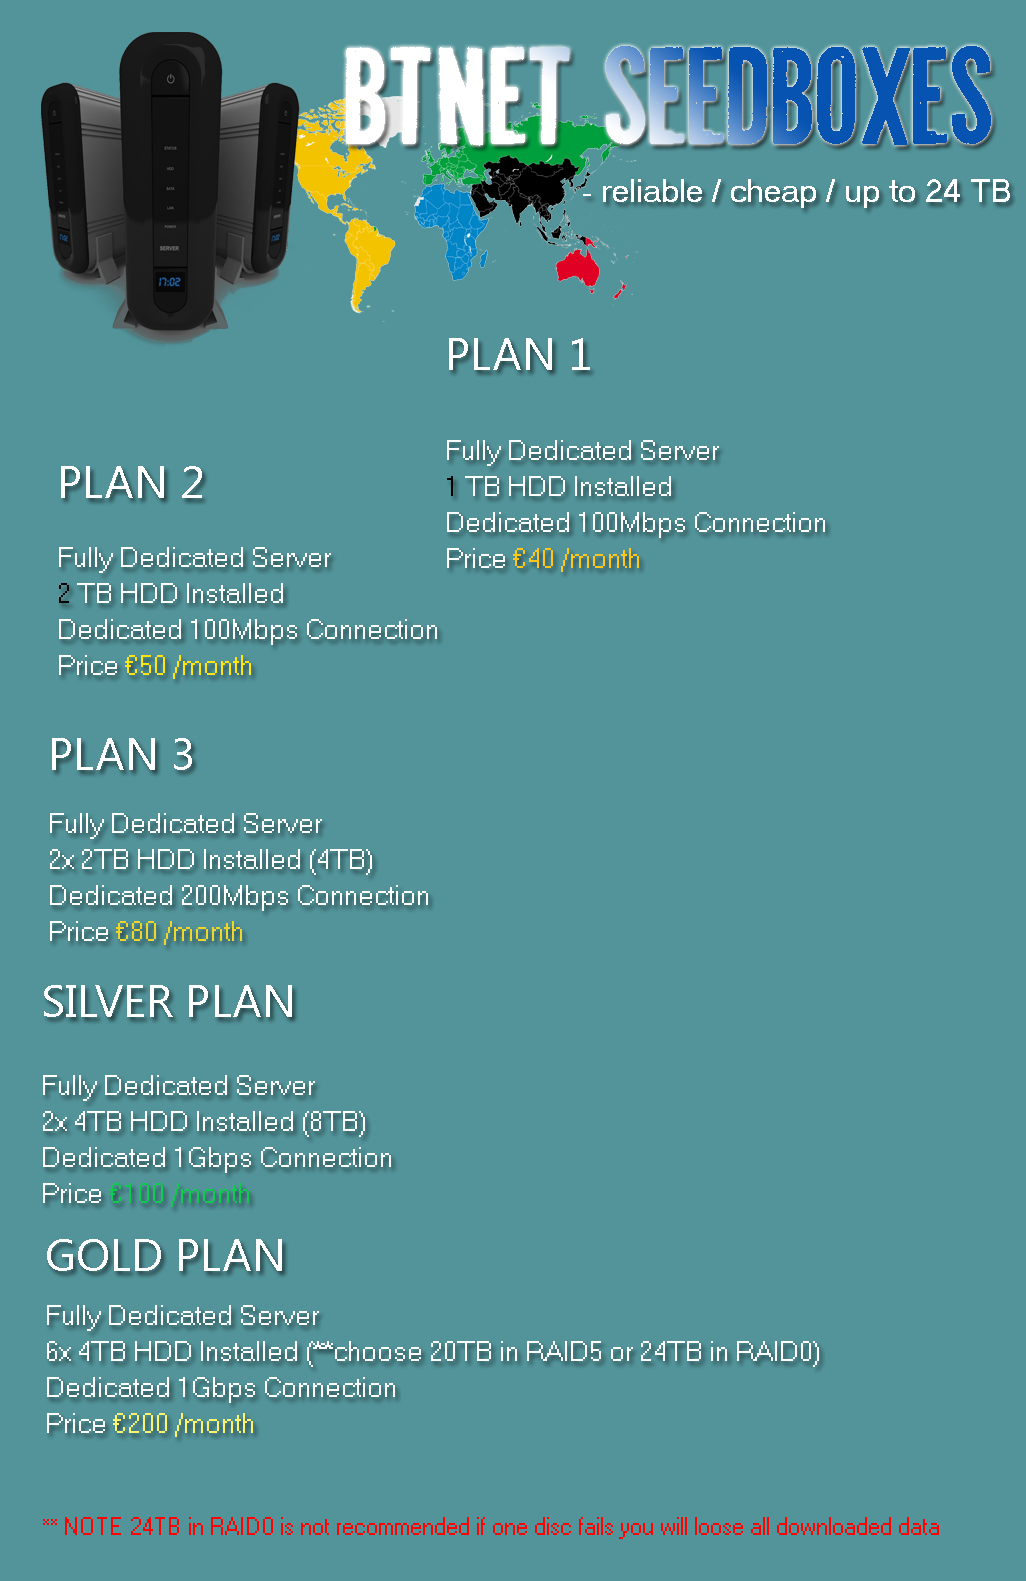 BTNET SEEDBOXES
- reliable / cheap / up to 24 TB
SERVER
17:02
PLAN 1
Fully Dedicated Server
1 TB HDD Installed
Dedicated 100Mbps Connection
Price €40 /month
PLAN 2
Fully Dedicated Server
2 TB HDD Installed
Dedicated 100Mbps Connection
Price €50 /month
PLAN 3
Fully Dedicated Server
2x 2TB HDD Installed (4TB)
Dedicated 200Mbps Connection
Price €80 /month
SILVER PLAN
Fully Dedicated Server
2x 4TB HDD Installed (8TB)
Dedicated 1Gbps Connection
Price €100 /month
GOLD PLAN
Fully Dedicated Server
6x 4TB HDD Installed (**choose 20TB in RAID5 or 24TB in RAID0)
Dedicated 1Gbps Connection
Price €200 /month
** NOTE 24TB in RAID0 is not recommended if one disc fails you will loose all downloaded data